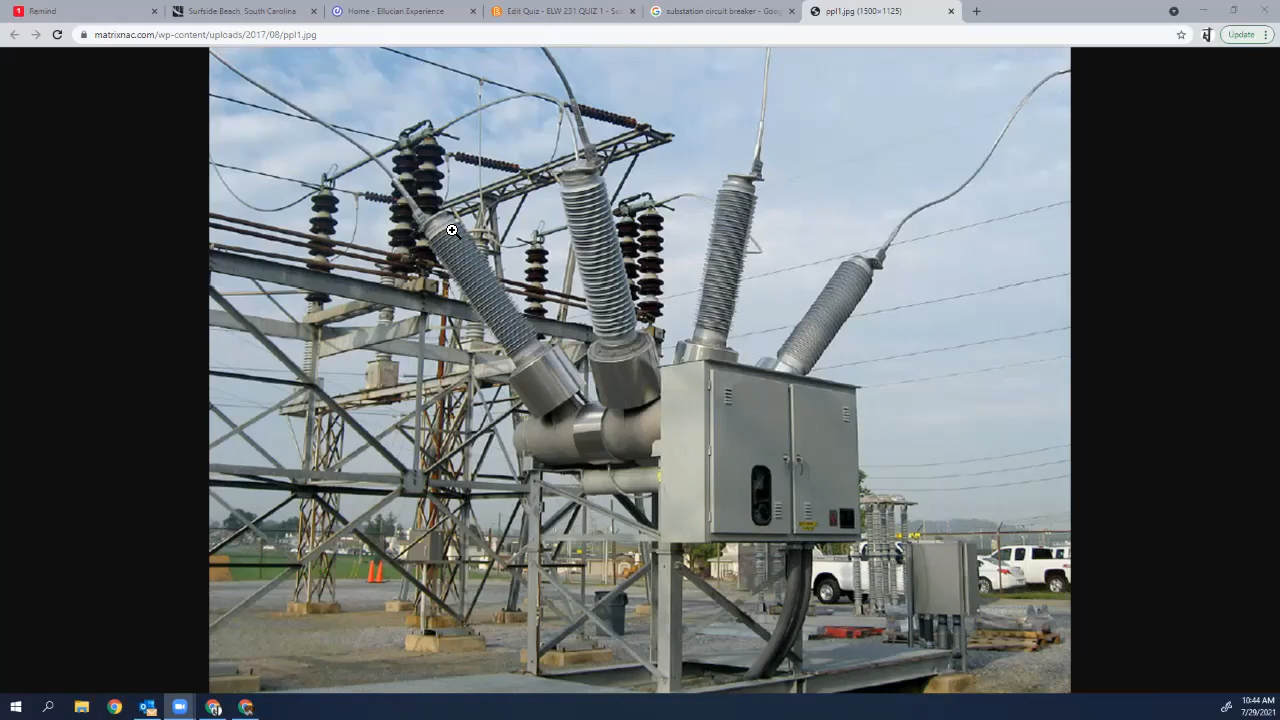 Remind
Surfside Beach, South Carolina
Home - Ellucian Experience
Edit Quiz - ELW 231 QUIZ 1 - Su
substation circuit breaker - Goog
ppl1.jpg (1500×1125)
matrixnac.com/wp-content/uploads/2017/08/ppl1.jpg
Update
10:44 AM
7/29/2021